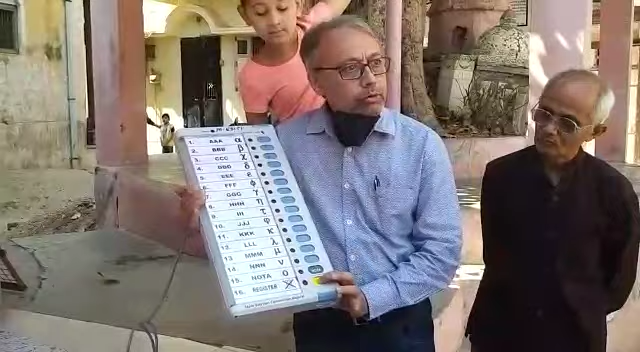 1. AAA α
2. BBB β
3. CCC χ
4. DDD δ
5. EEE ε
6. FFF φ
7. GGG γ
8. HHH η
9. III ι
10. JJJ φ
11. KKK κ
12. LLL λ
13. MMM μ
14. NNN ν
15. NOTA O
16. REGISTER X